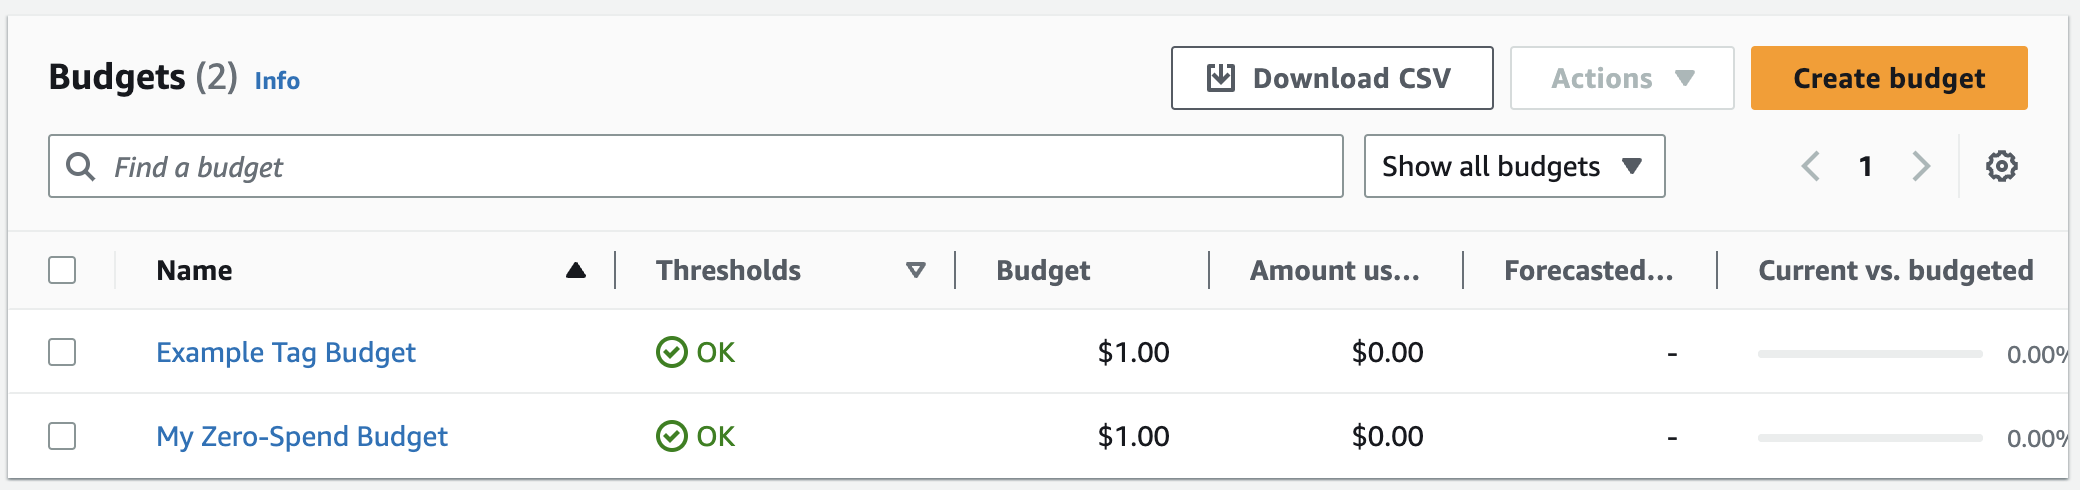 Budgets (2) Info
Download CSV
Actions
Create budget
Find a budget
Show all budgets
1
Name Thresholds Budget Amount us... Forecasted... Current vs. budgeted
Example Tag Budget OK $1.00 $0.00 - 0.00%
My Zero-Spend Budget OK $1.00 $0.00 - 0.00%